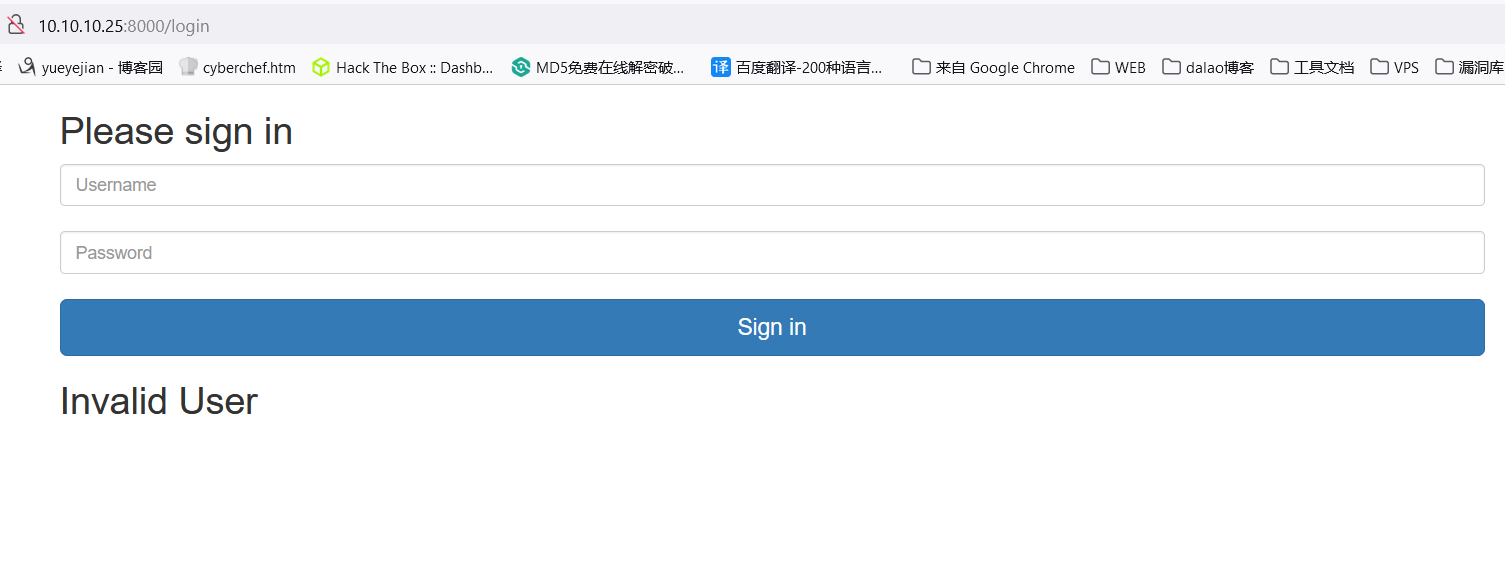 10.10.10.25:8000/login
yueyejian - 博客园 cyberchef.htm Hack The Box :: Dashb... MD5免费在线解密破... 译 百度翻译-200种语言... 来自 Google Chrome WEB dalao博客 工具文档 VPS 漏洞库
Please sign in
Username
Password
Sign in
Invalid User